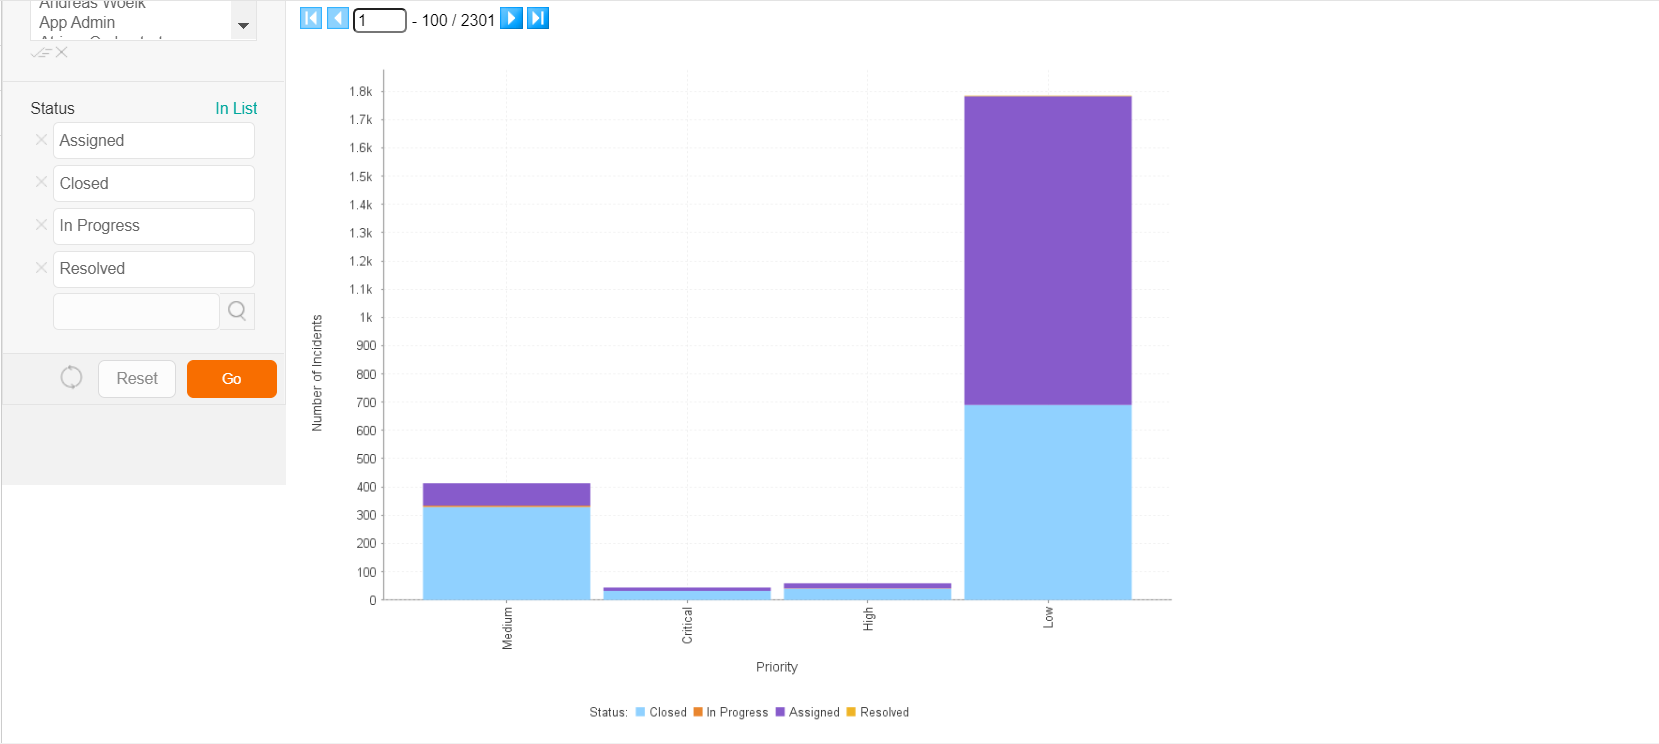 Andreas Woelk
App Admin
Status In List
Assigned
Closed
In Progress
Resolved
Reset Go
1 - 100 / 2301
Number of Incidents
1.8k
1.7k
1.6k
1.5k
1.4k
1.3k
1.2k
1.1k
1k
900
800
700
600
500
400
300
200
100
0
Medium Critical High Low
Priority
Status: Closed In Progress Assigned Resolved